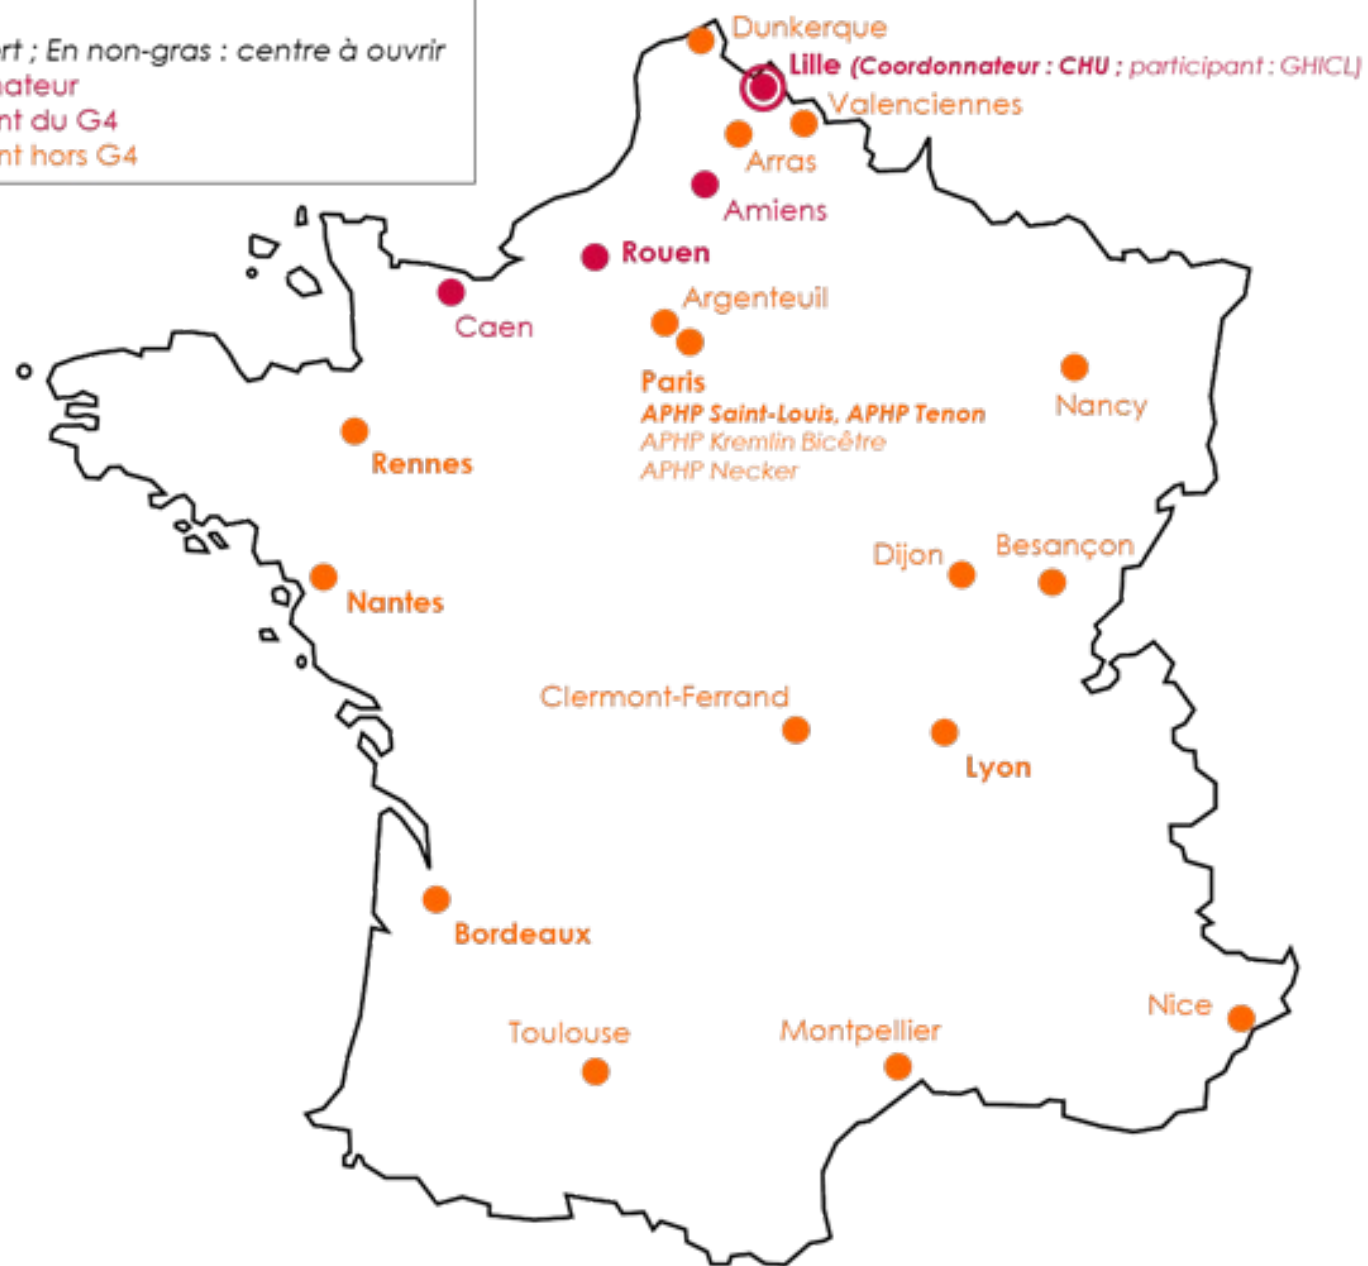 ert ; En non-gras : centre à ouvrir
nateur
nt du G4
nt hors G4
Dunkerque
Lille (Coordonnateur : CHU ; participant : GHICL)
Valenciennes
Arras
Amiens
Rouen
Argenteuil
Caen
Paris
APHP Saint-Louis, APHP Tenon
APHP Kremlin Bicêtre
APHP Necker
Nancy
Rennes
Dijon
Besançon
Nantes
Clermont-Ferrand
Lyon
Bordeaux
Nice
Toulouse
Montpellier